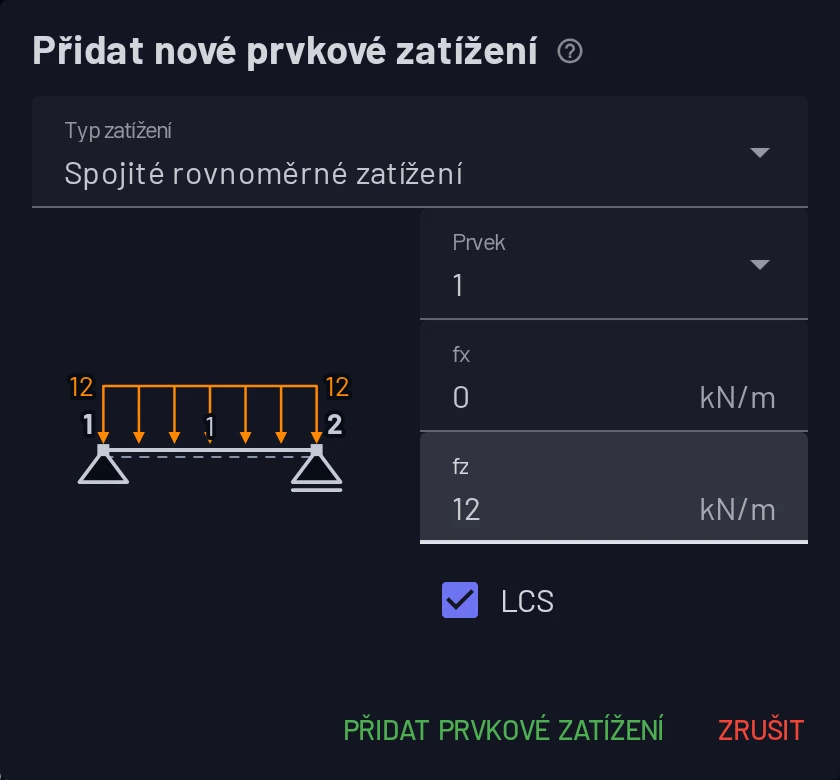 Přidat nové prvkové zatížení
Typ zatížení
Spojité rovnoměrné zatížení
Prvek
1
fx
0 kN/m
fz
12 kN/m
LCS
12 12
1 1 2
PŘIDAT PRVKOVÉ ZATÍŽENÍ ZRUŠIT